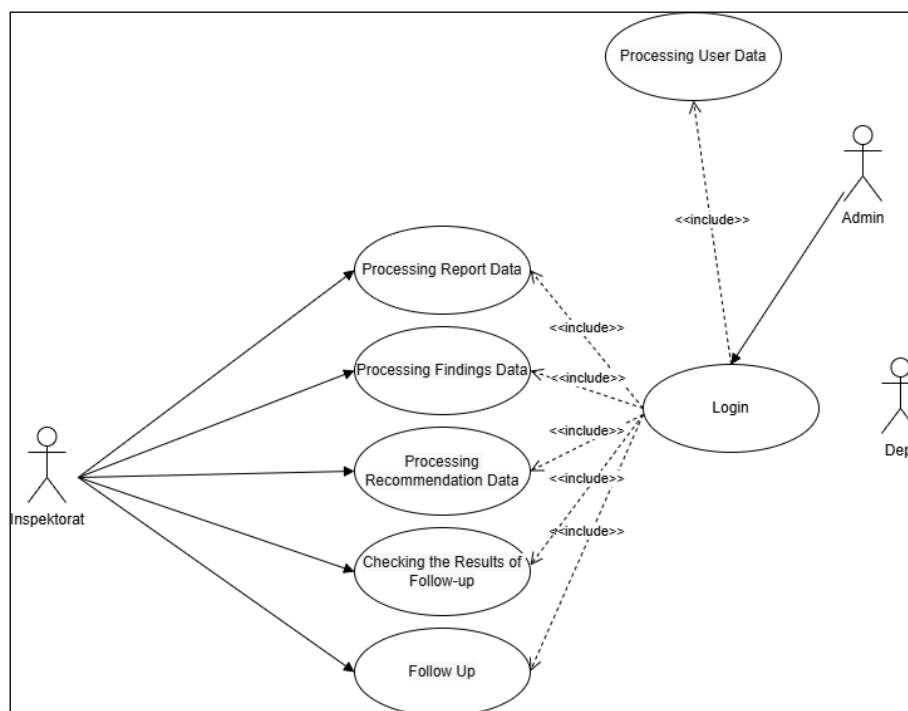 Processing User Data
Admin
<<include>>
Processing Report Data
<<include>>
Processing Findings Data
<<include>>
Login
Dep
<<include>>
Processing
Recommendation Data
<<include>>
Inspektorat
<<include>>
Checking the Results of
Follow-up
Follow Up